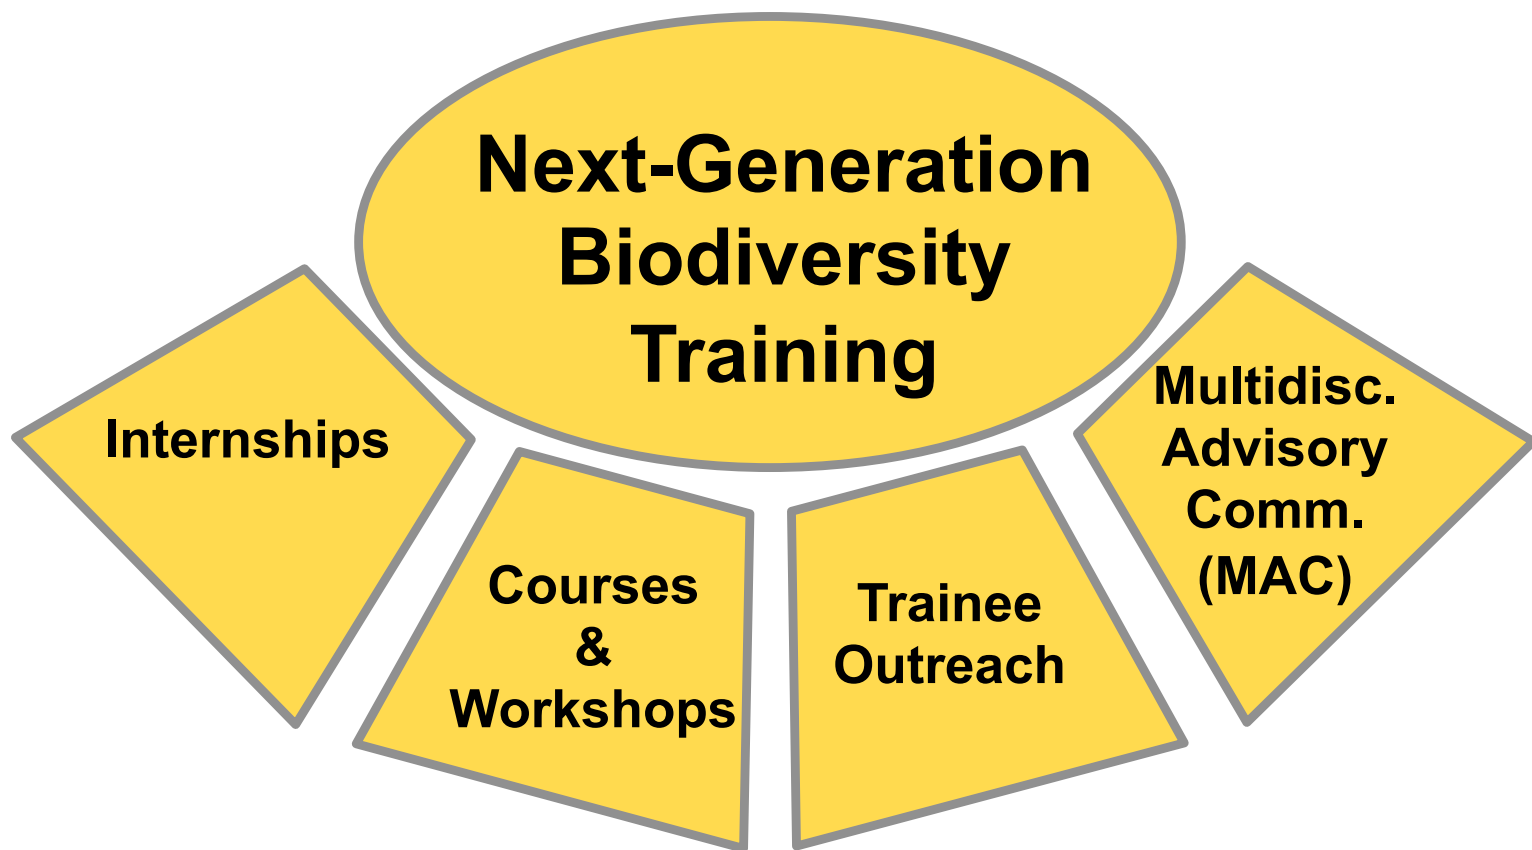 Next-Generation
Biodiversity
Training
Internships
Courses
&
Workshops
Trainee
Outreach
Multidisc.
Advisory
Comm.
(MAC)